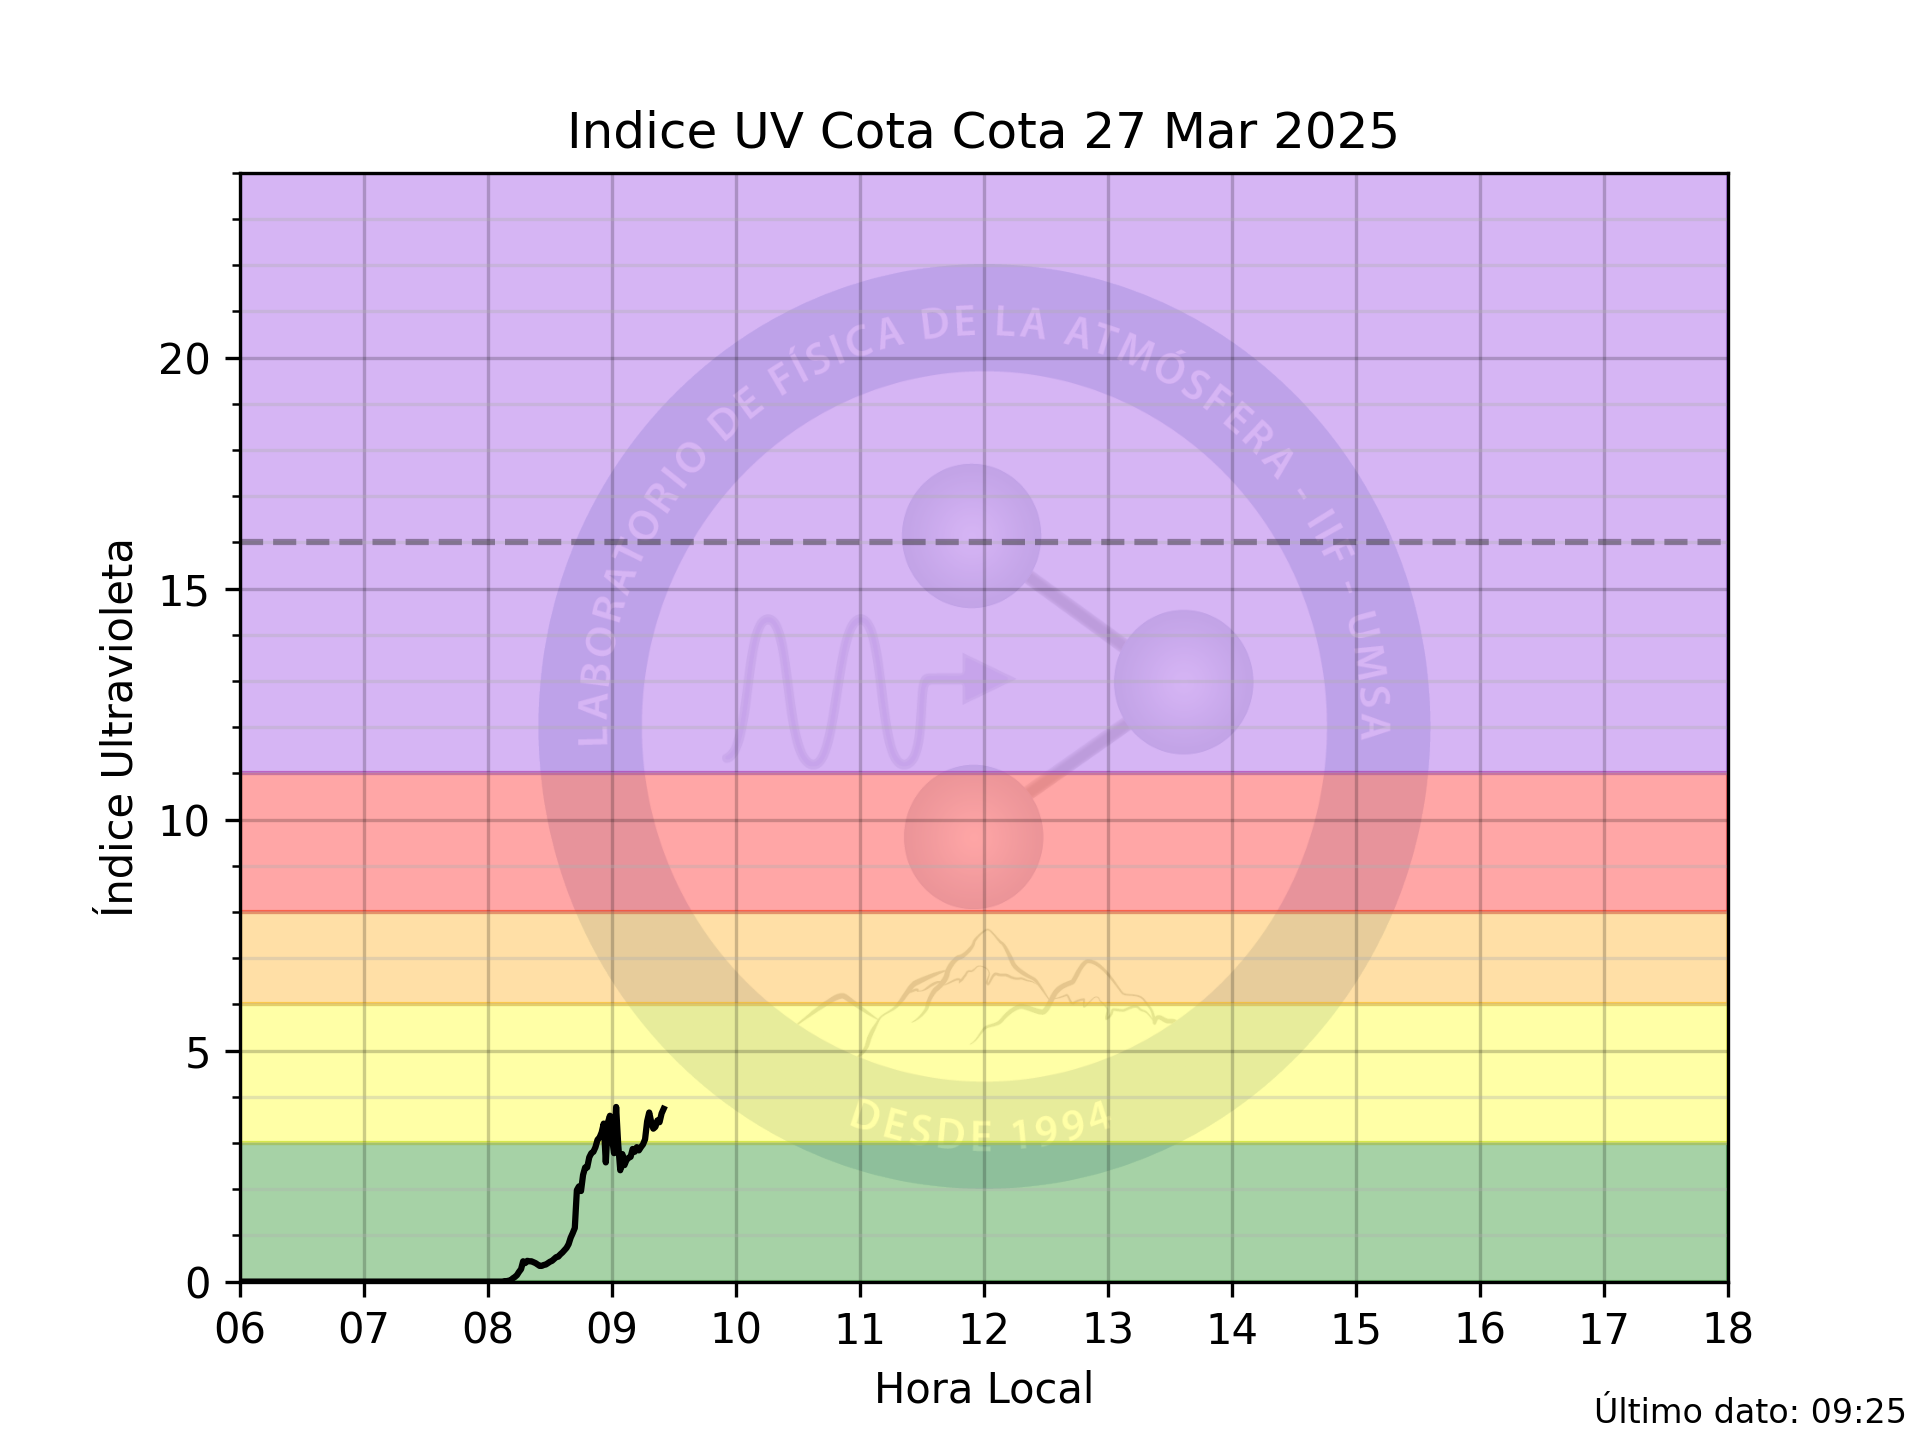 Indice UV Cota Cota 27 Mar 2025
Índice Ultravioleta
20
15
10
5
0
LABORATORIO DE FÍSICA DE LA ATMÓSFERA - IIF - UMSA
DESDE 1994
06 07 08 09 10 11 12 13 14 15 16 17 18
Hora Local
Último dato: 09:25